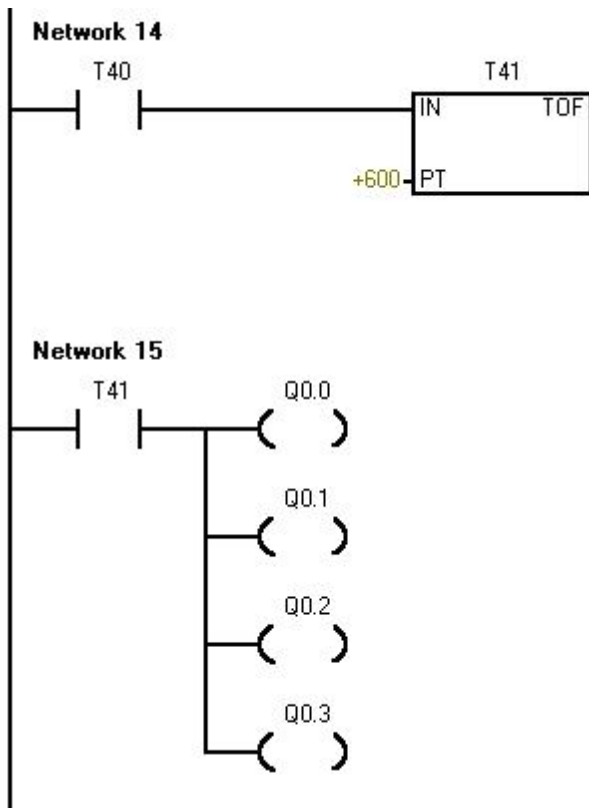 Network 14
T40
T41
IN TOF
+600 PT
Network 15
T41
Q0.0
Q0.1
Q0.2
Q0.3